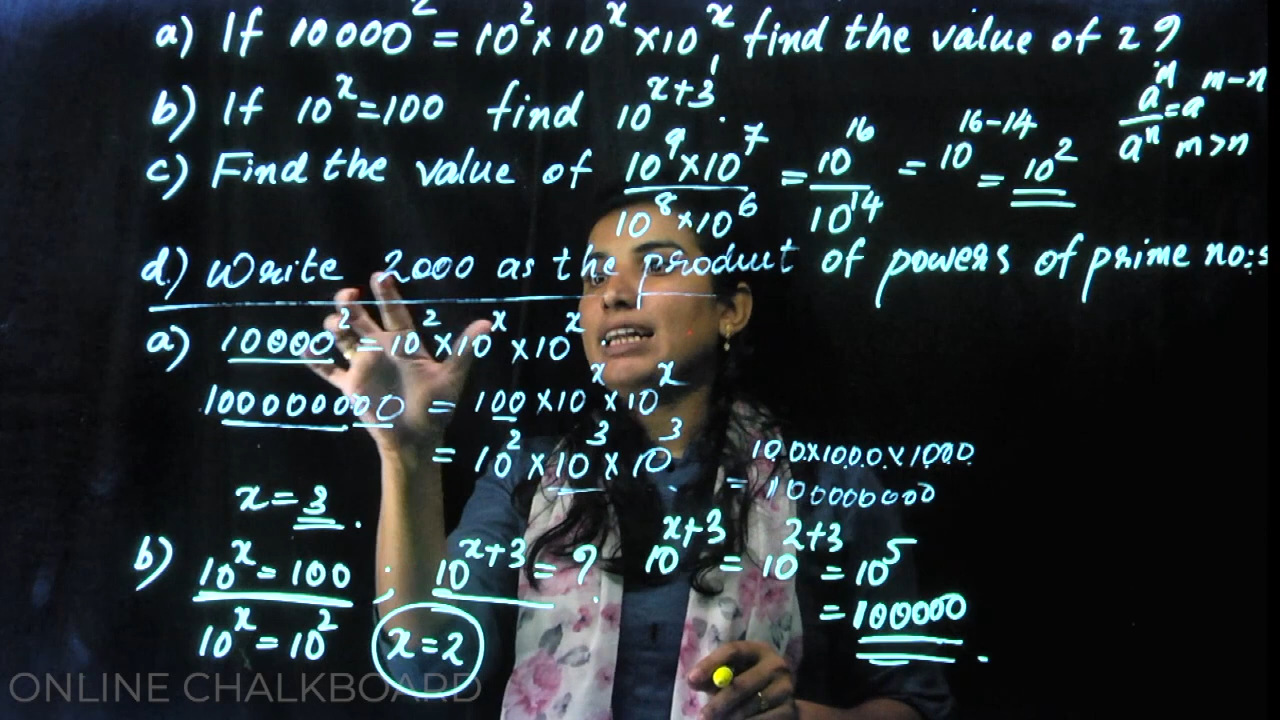 a) If 10000² = 10² × 10ˣ × 10ˣ, find the value of x ?
b) If 10ˣ = 100 find 10ˣ⁺³.
aᵐ/aⁿ = aᵐ⁻ⁿ m>n
c) Find the value of (10⁹ × 10⁷)/(10⁸ × 10⁶) = 10¹⁶/10¹⁴ = 10¹⁶⁻¹⁴ = 10²
d.) Write 2000 as the product of powers of prime no:s
a) 10000² = 10² × 10ˣ × 10ˣ
100000000 = 100 × 10ˣ × 10ˣ
= 10² × 10³ × 10³
100×1000×1000
= 100000000
x = 3.
b) 10ˣ = 100 ; 10ˣ⁺³ = ? 10ˣ⁺³ = 10²⁺³ = 10⁵
= 100000.
10ˣ = 10² x = 2
ONLINE CHALKBOARD